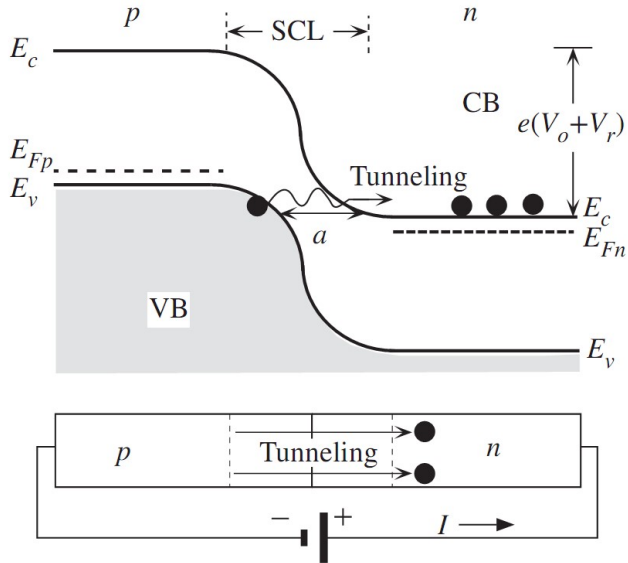 p
SCL
n
E_c
CB
e(V_o+V_r)
E_Fp
E_v
Tunneling
E_c
a
E_Fn
VB
E_v
p
Tunneling
n
− +
I